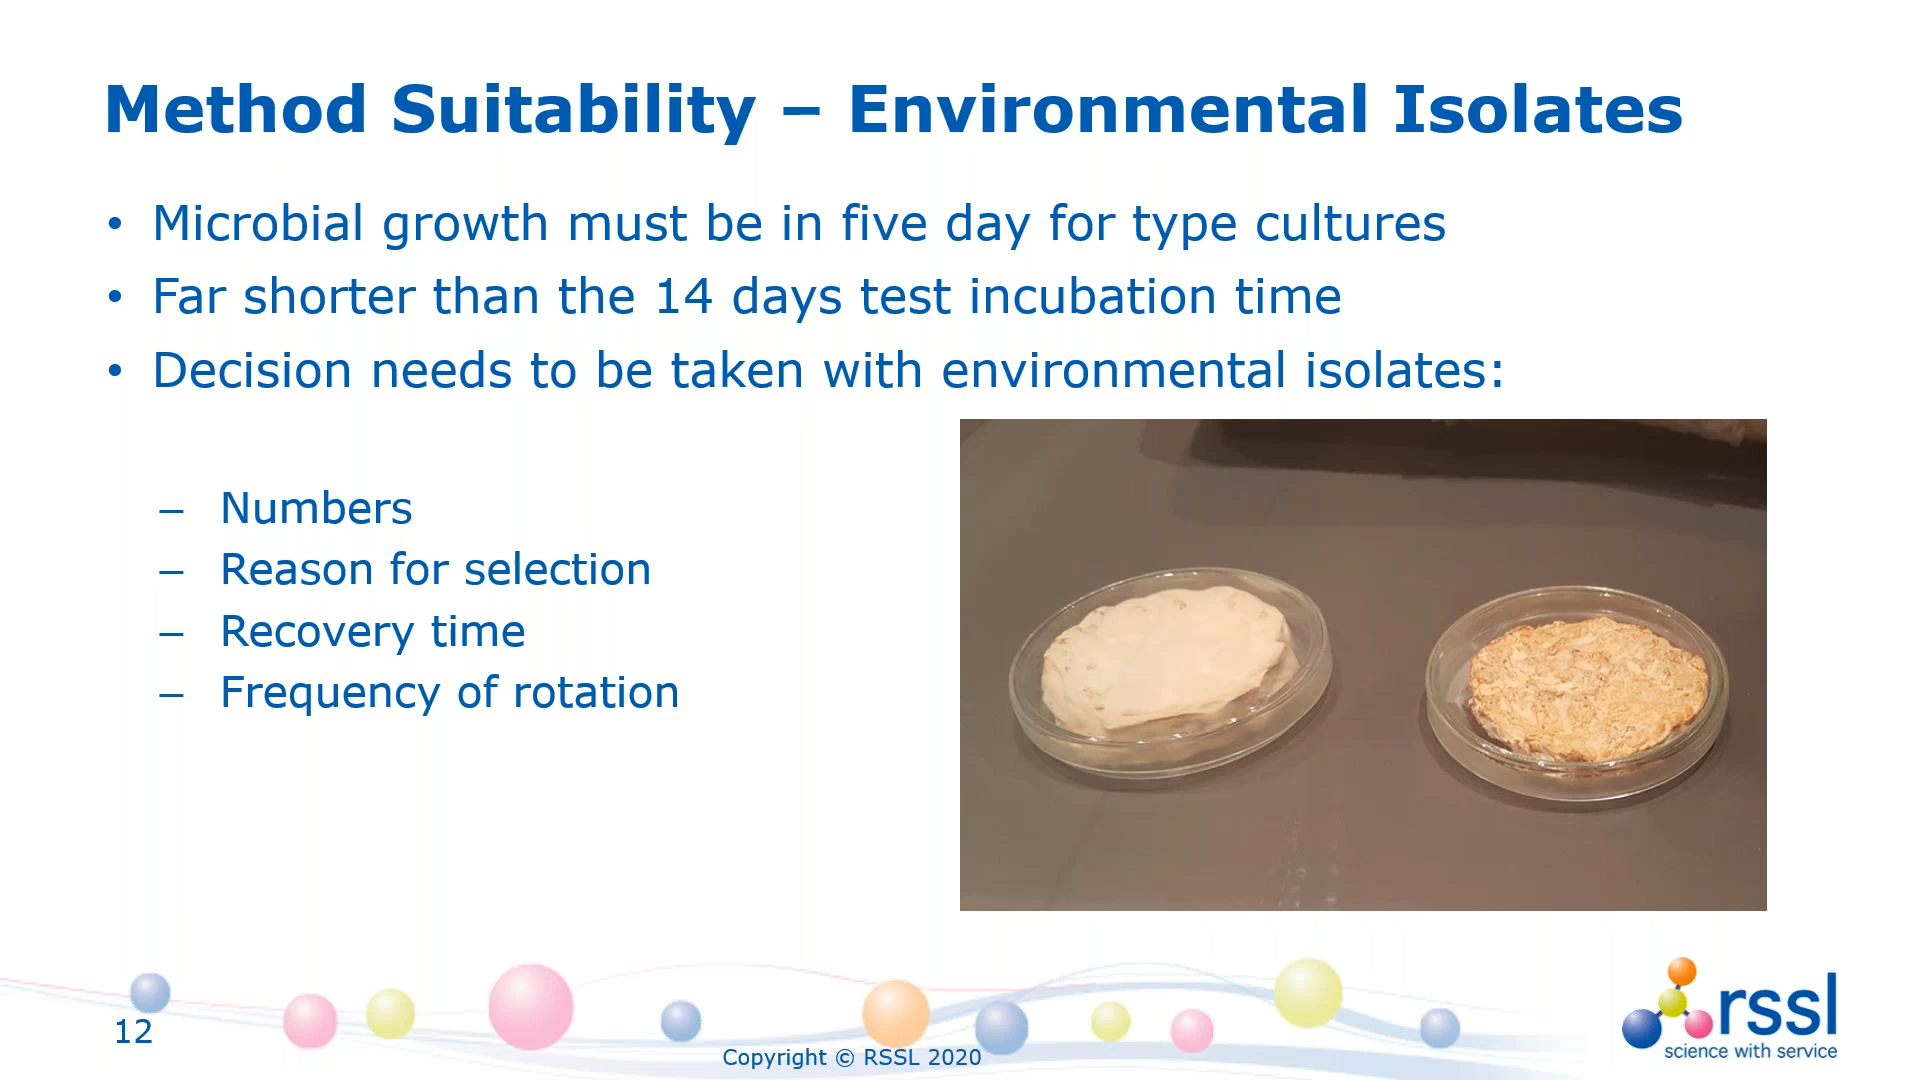 Method Suitability – Environmental Isolates
• Microbial growth must be in five day for type cultures
• Far shorter than the 14 days test incubation time
• Decision needs to be taken with environmental isolates:
– Numbers
– Reason for selection
– Recovery time
– Frequency of rotation
12
Copyright © RSSL 2020
rssl
science with service